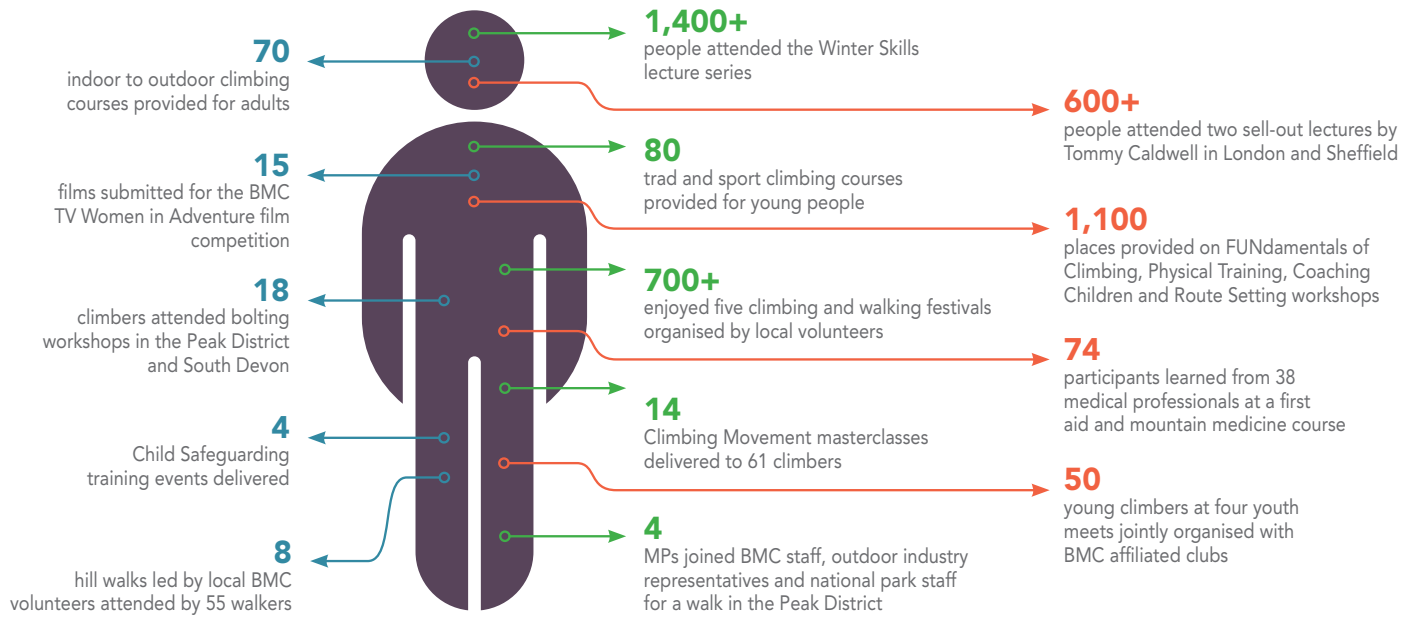 70
indoor to outdoor climbing
courses provided for adults
15
films submitted for the BMC
TV Women in Adventure film
competition
18
climbers attended bolting
workshops in the Peak District
and South Devon
4
Child Safeguarding
training events delivered
8
hill walks led by local BMC
volunteers attended by 55 walkers
1,400+
people attended the Winter Skills
lecture series
80
trad and sport climbing courses
provided for young people
700+
enjoyed five climbing and walking festivals
organised by local volunteers
14
Climbing Movement masterclasses
delivered to 61 climbers
4
MPs joined BMC staff, outdoor industry
representatives and national park staff
for a walk in the Peak District
600+
people attended two sell-out lectures by
Tommy Caldwell in London and Sheffield
1,100
places provided on FUNdamentals of
Climbing, Physical Training, Coaching
Children and Route Setting workshops
74
participants learned from 38
medical professionals at a first
aid and mountain medicine course
50
young climbers at four youth
meets jointly organised with
BMC affiliated clubs